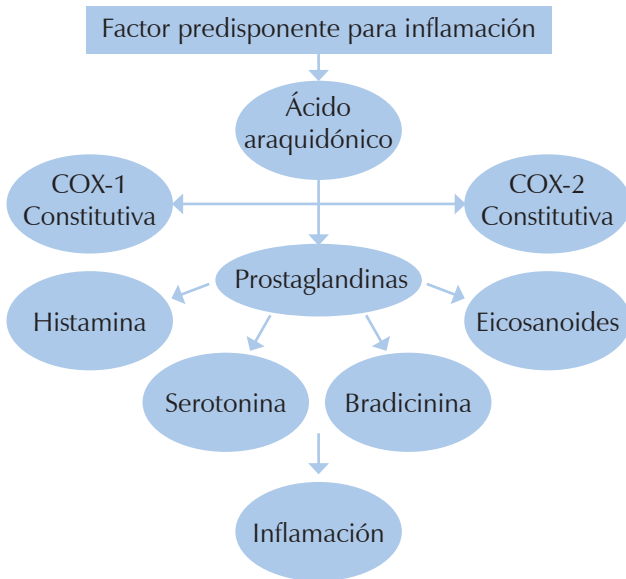 Factor predisponente para inflamación
Ácido
araquidónico
COX-1
Constitutiva
COX-2
Constitutiva
Prostaglandinas
Histamina
Eicosanoides
Serotonina
Bradicinina
Inflamación